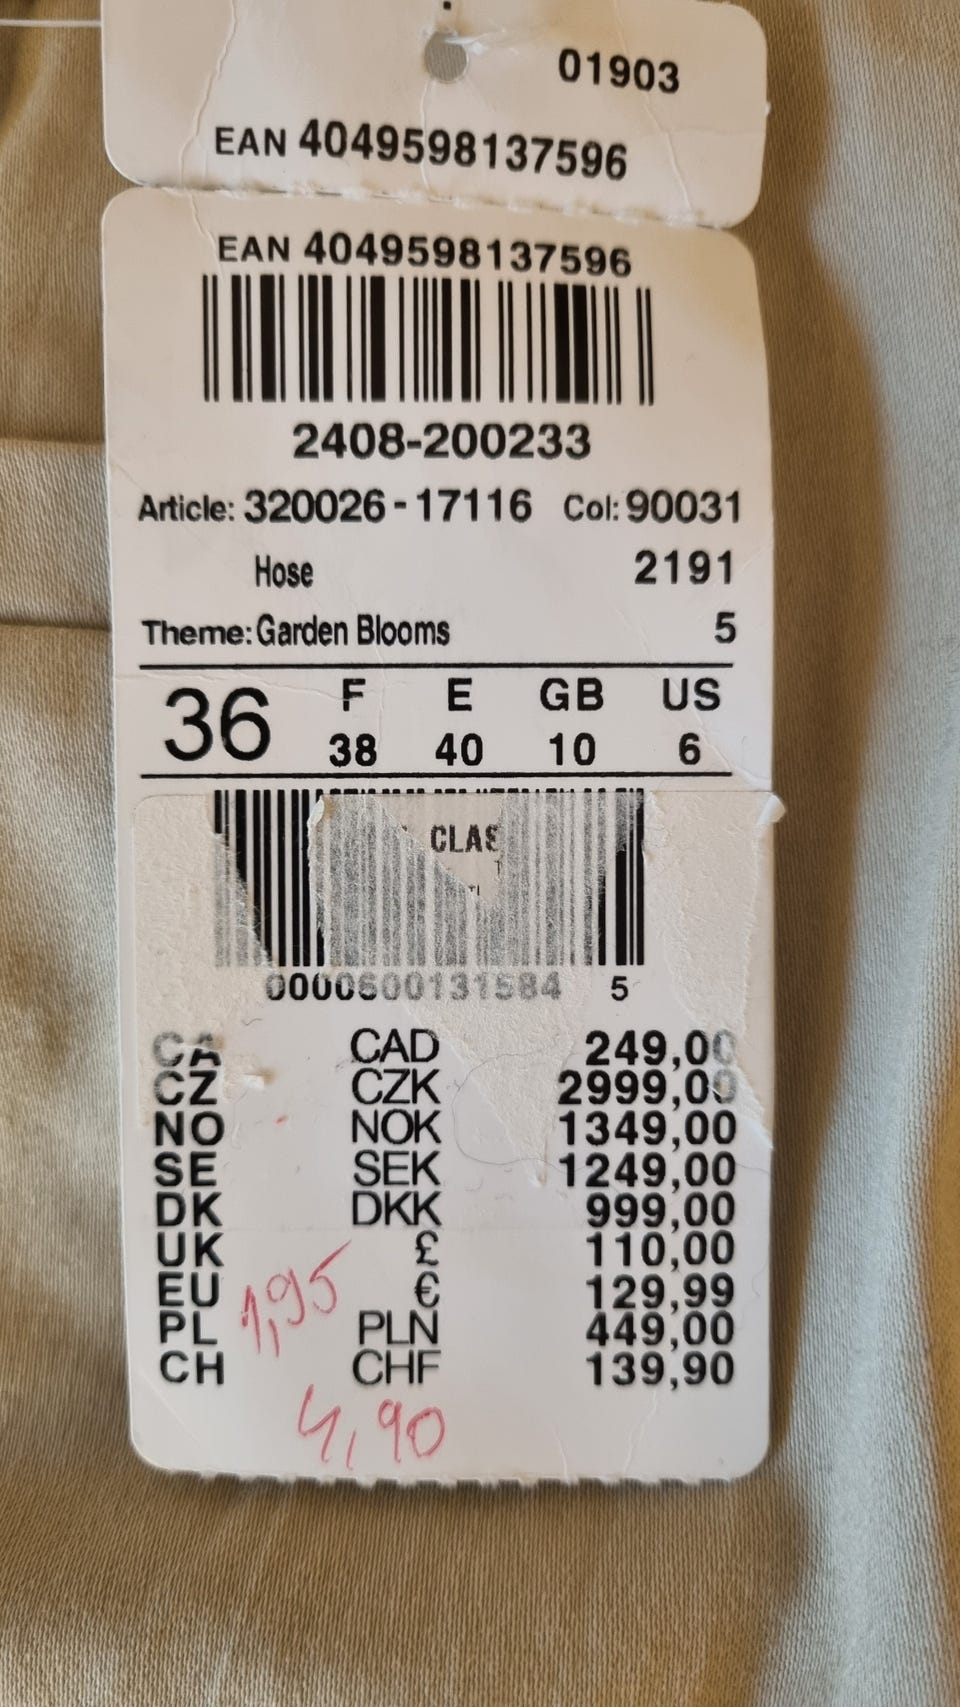 01903
EAN 4049598137596
EAN 4049598137596
2408-200233
Article: 320026-17116 Col: 90031
Hose 2191
Theme: Garden Blooms 5
36 F E GB US
38 40 10 6
CLAS
0000600131584 5
CA CAD 249,00
CZ CZK 2999,00
NO NOK 1349,00
SE SEK 1249,00
DK DKK 999,00
UK £ 110,00
EU € 129,99
1,95
PL PLN 449,00
CH CHF 139,90
4,90